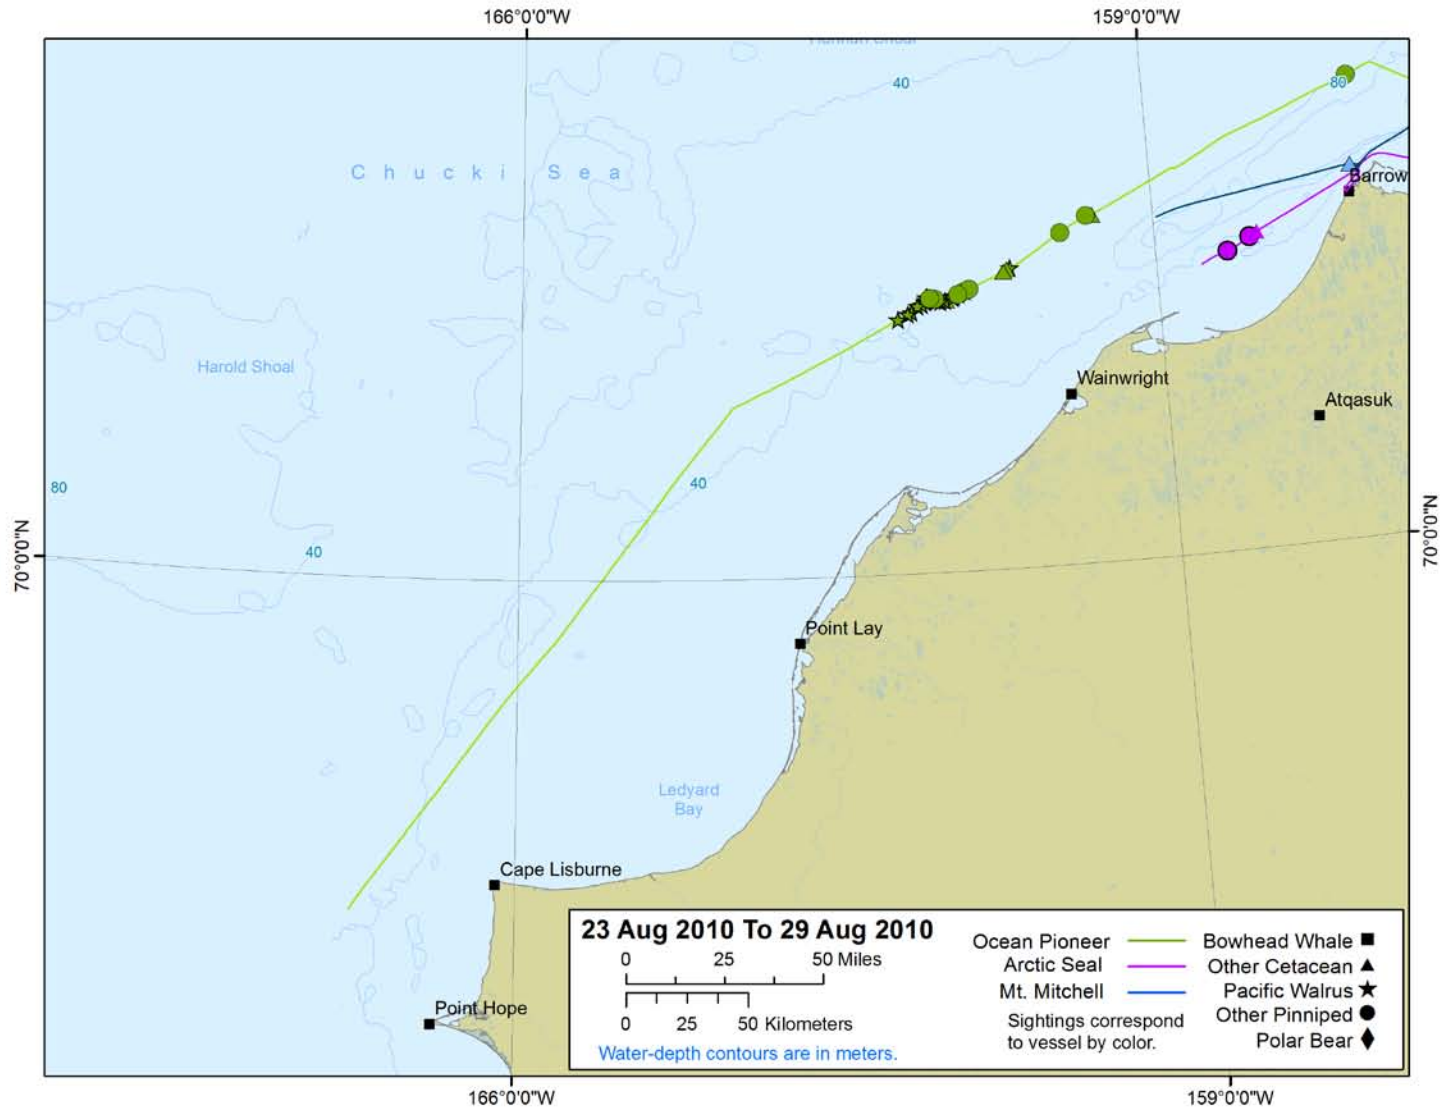 166°0'0"W 159°0'0"W
40
80
Chucki Sea
Barrow
Harold Shoal
Wainwright
Atqasuk
80
40
40
70°0'0"N
70°0'0"N
Point Lay
Ledyard
Bay
Cape Lisburne
Point Hope
23 Aug 2010 To 29 Aug 2010
0 25 50 Miles
0 25 50 Kilometers
Water-depth contours are in meters.
Ocean Pioneer
Arctic Seal
Mt. Mitchell
Sightings correspond
to vessel by color.
Bowhead Whale
Other Cetacean
Pacific Walrus
Other Pinniped
Polar Bear
166°0'0"W 159°0'0"W